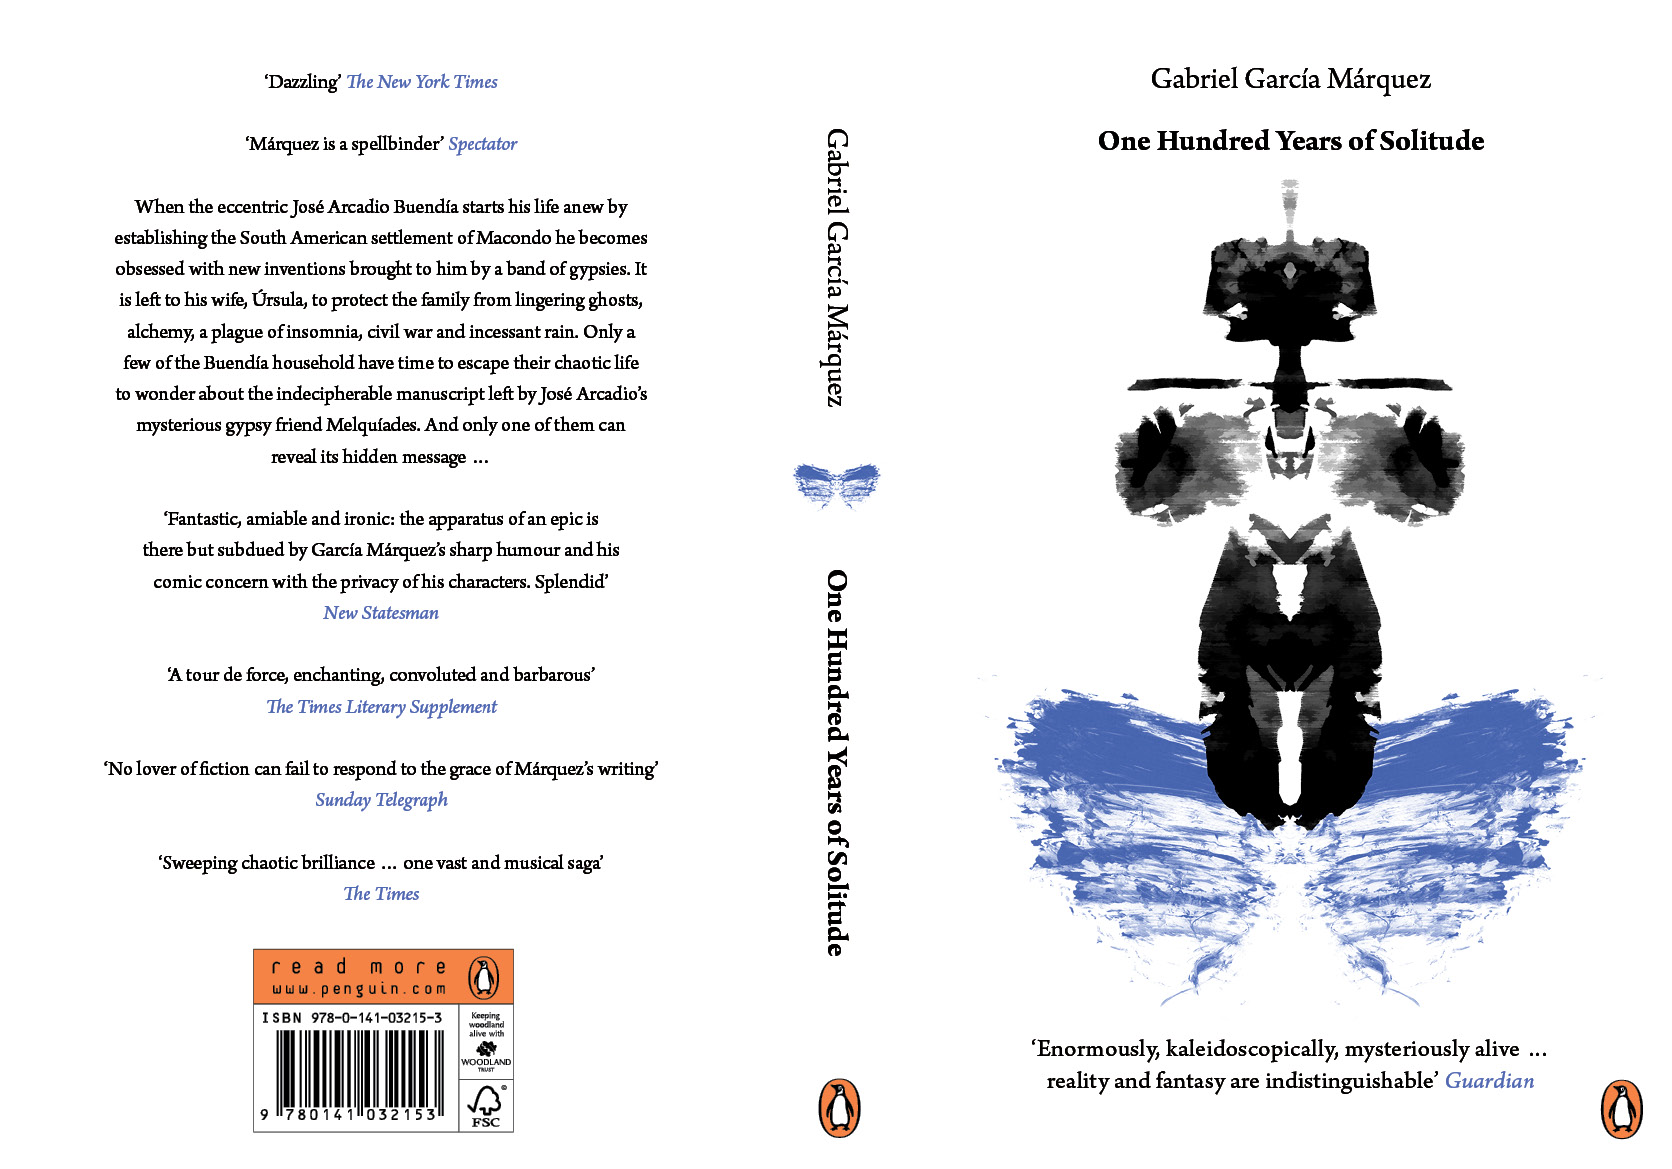 ‘Dazzling’ The New York Times
‘Márquez is a spellbinder’ Spectator
When the eccentric José Arcadio Buendía starts his life anew by
establishing the South American settlement of Macondo he becomes
obsessed with new inventions brought to him by a band of gypsies. It
is left to his wife, Úrsula, to protect the family from lingering ghosts,
alchemy, a plague of insomnia, civil war and incessant rain. Only a
few of the Buendía household have time to escape their chaotic life
to wonder about the indecipherable manuscript left by José Arcadio’s
mysterious gypsy friend Melquíades. And only one of them can
reveal its hidden message ...
‘Fantastic, amiable and ironic: the apparatus of an epic is
there but subdued by García Márquez’s sharp humour and his
comic concern with the privacy of his characters. Splendid’
New Statesman
‘A tour de force, enchanting, convoluted and barbarous’
The Times Literary Supplement
‘No lover of fiction can fail to respond to the grace of Márquez’s writing’
Sunday Telegraph
‘Sweeping chaotic brilliance ... one vast and musical saga’
The Times
read more
www.penguin.com
ISBN 978-0-141-03215-3
9 780141 032153
Keeping
woodland
alive with
WOODLAND
TRUST
©
FSC
Gabriel García Márquez
One Hundred Years of Solitude
Gabriel García Márquez
One Hundred Years of Solitude
‘Enormously, kaleidoscopically, mysteriously alive ...
reality and fantasy are indistinguishable’ Guardian